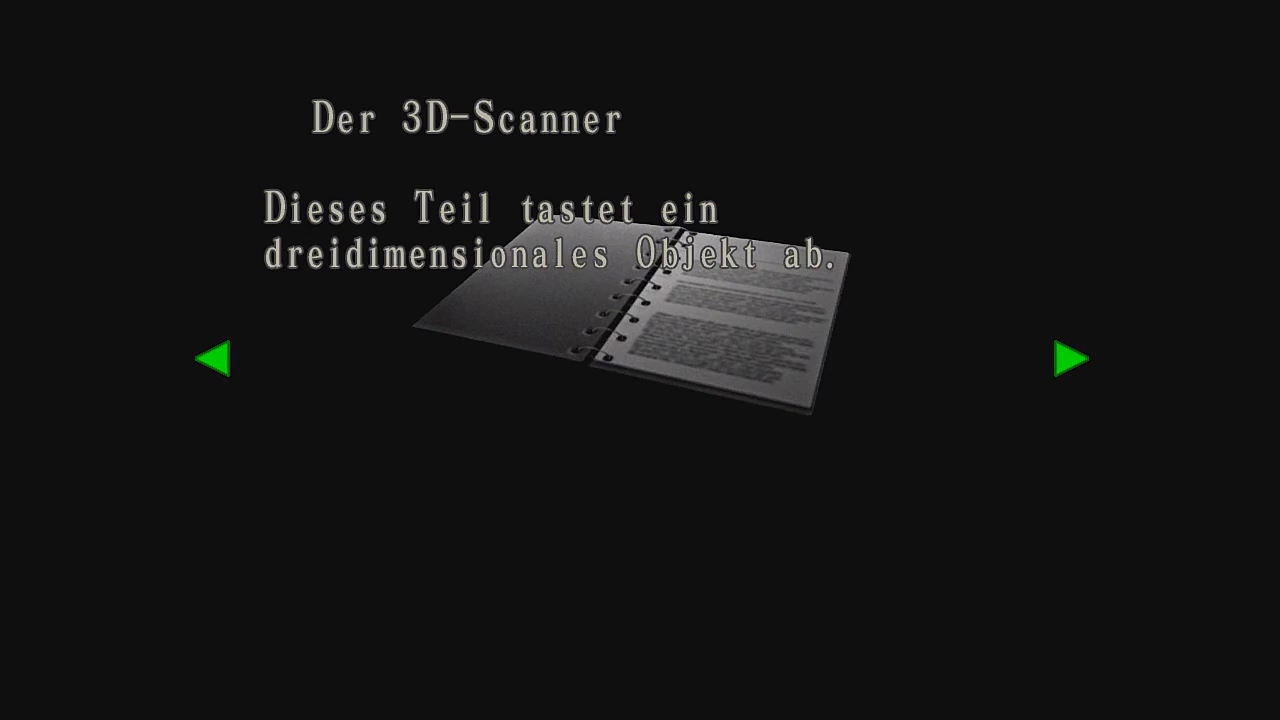 Der 3D-Scanner
Dieses Teil tastet ein
dreidimensionales Objekt ab.